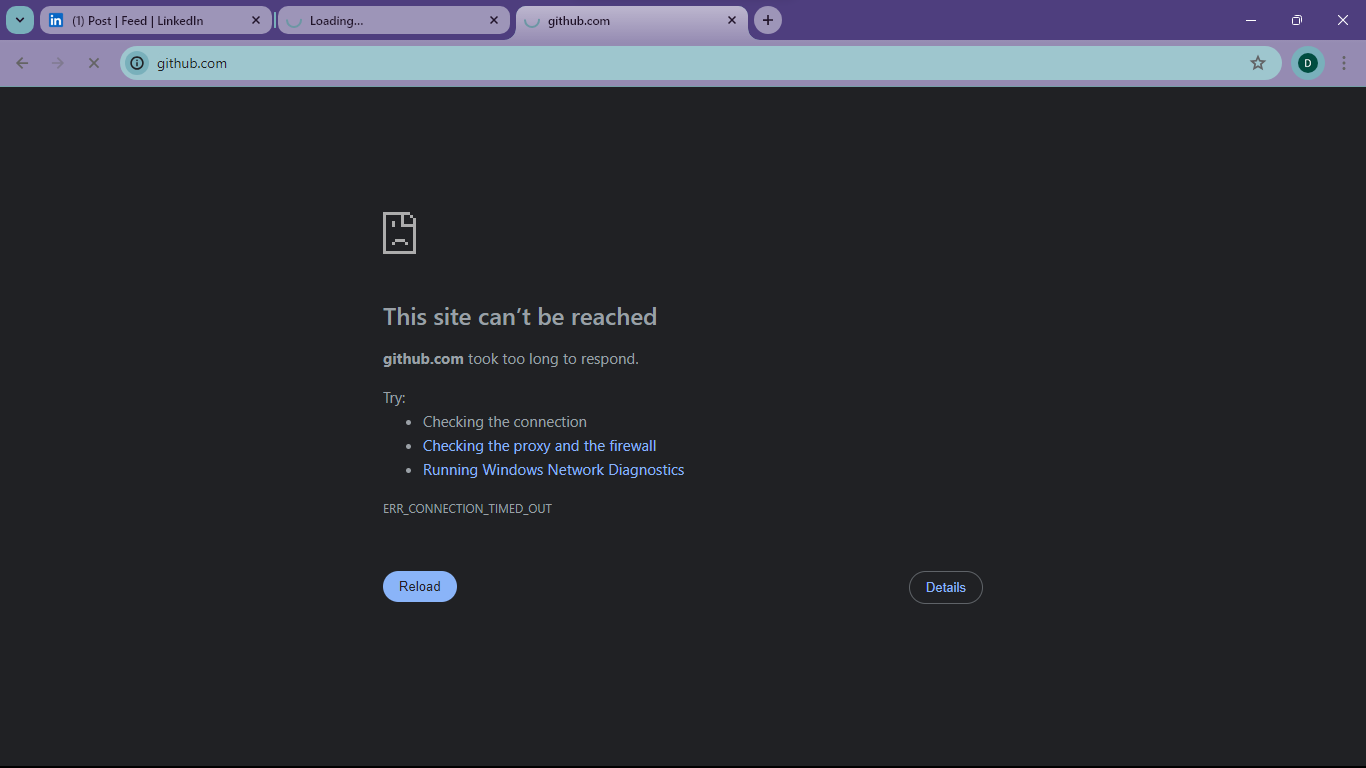 in (1) Post | Feed | LinkedIn
Loading...
github.com
github.com
D
This site can't be reached
github.com took too long to respond.
Try:
• Checking the connection
• Checking the proxy and the firewall
• Running Windows Network Diagnostics
ERR_CONNECTION_TIMED_OUT
Reload
Details